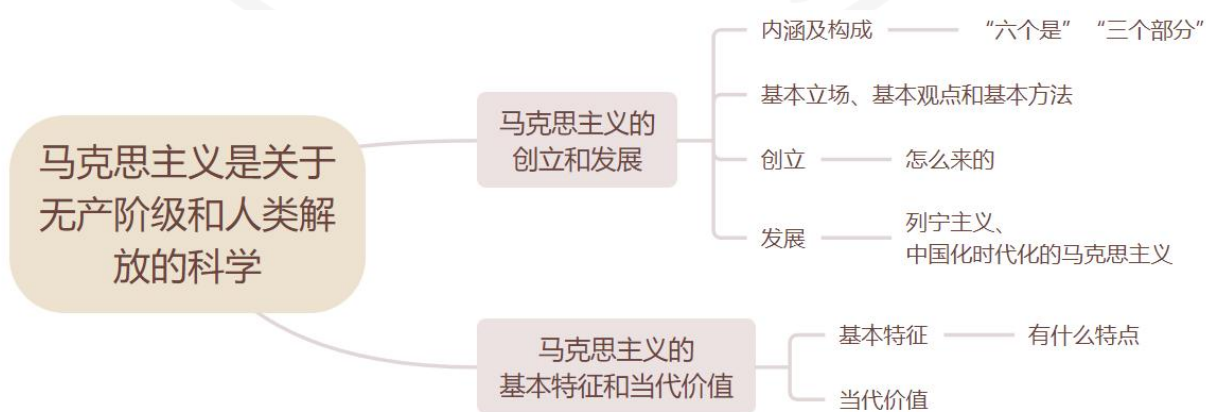 马克思主义是关于
无产阶级和人类解
放的科学
马克思主义的
创立和发展
内涵及构成
“六个是” “三个部分”
基本立场、基本观点和基本方法
创立
怎么来的
发展
列宁主义、
中国化时代化的马克思主义
马克思主义的
基本特征和当代价值
基本特征
有什么特点
当代价值